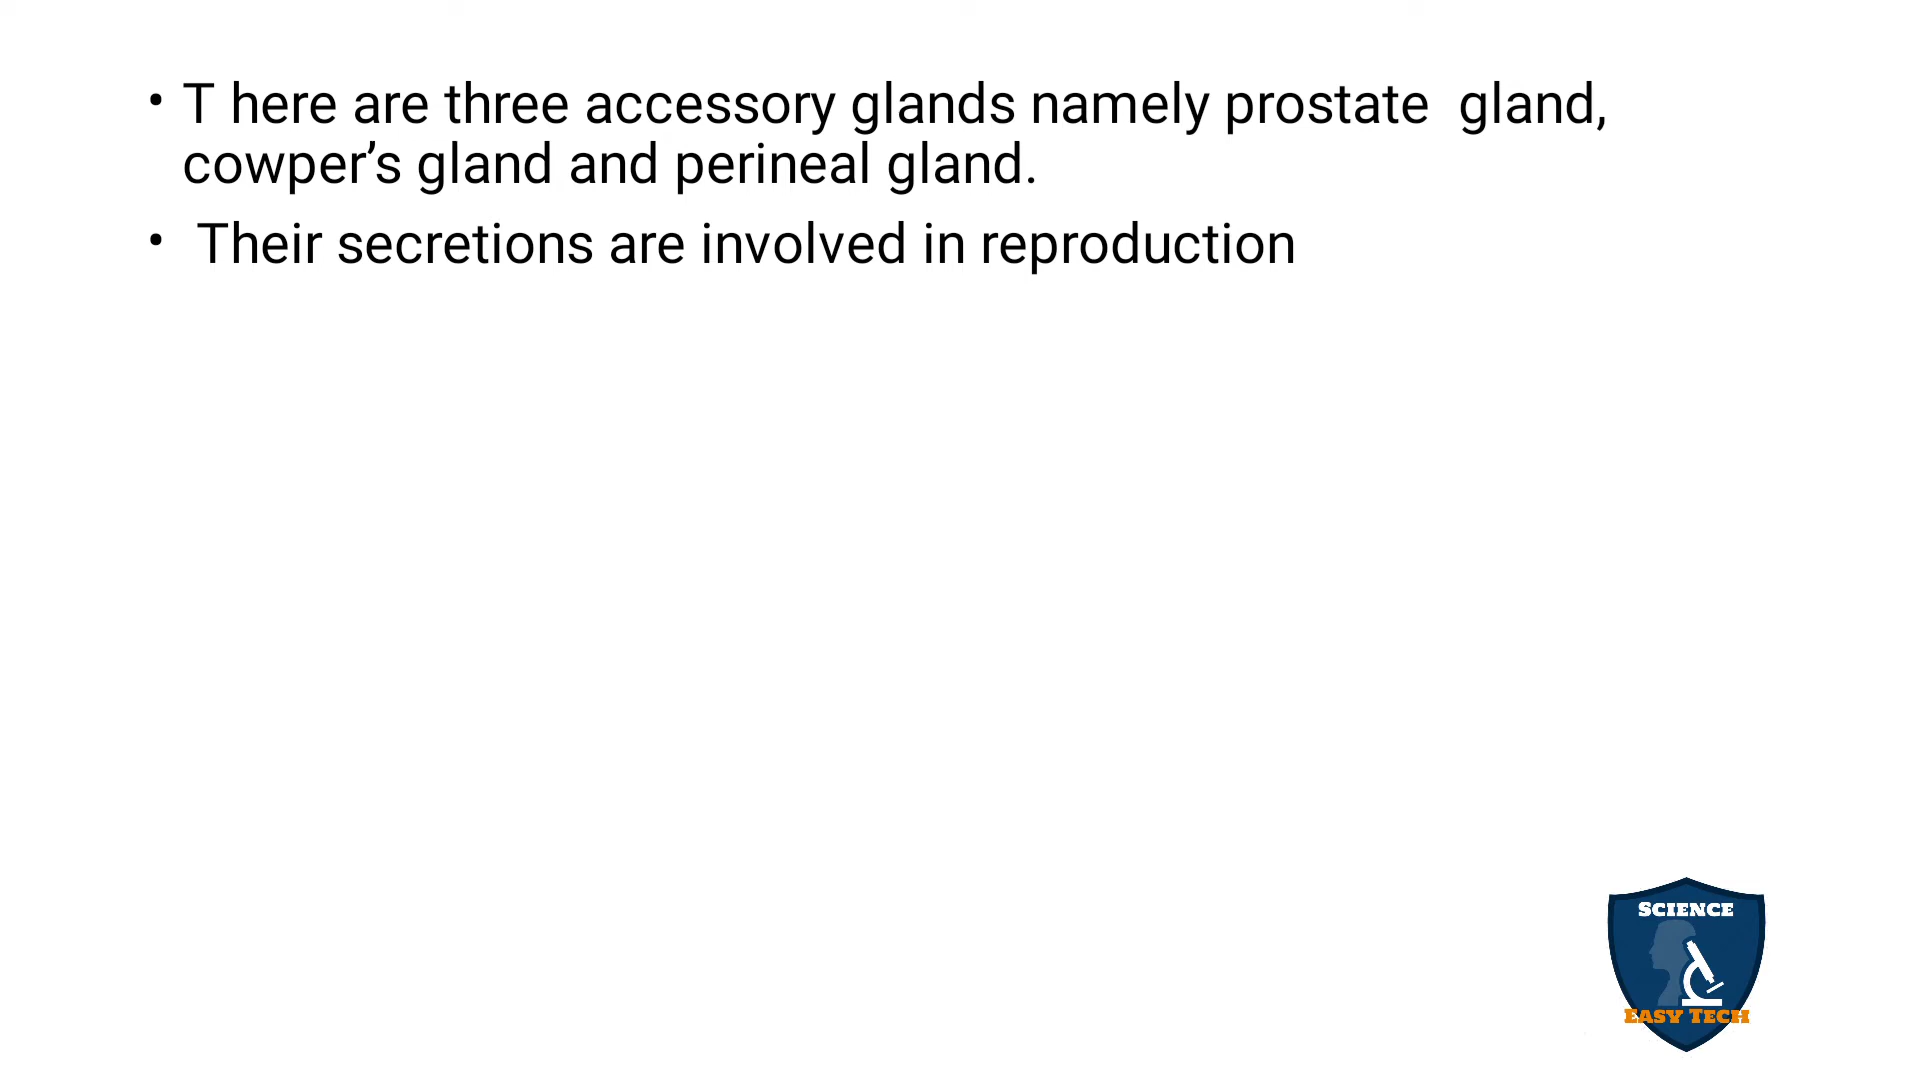 • T here are three accessory glands namely prostate  gland,
cowper’s gland and perineal gland.
•  Their secretions are involved in reproduction
SCIENCE
EASY TECH